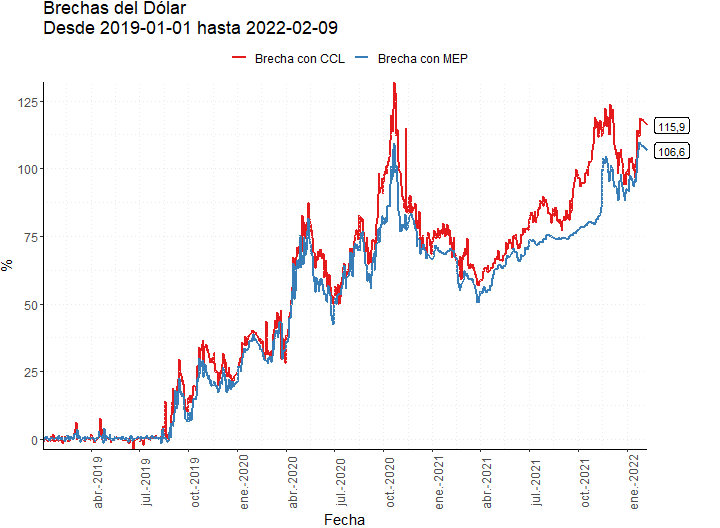 Brechas del Dólar
Desde 2019-01-01 hasta 2022-02-09
Brecha con CCL
Brecha con MEP
%
125
100
75
50
25
0
115,9
106,6
abr.-2019
jul.-2019
oct.-2019
ene.-2020
abr.-2020
jul.-2020
oct.-2020
ene.-2021
abr.-2021
jul.-2021
oct.-2021
ene.-2022
Fecha